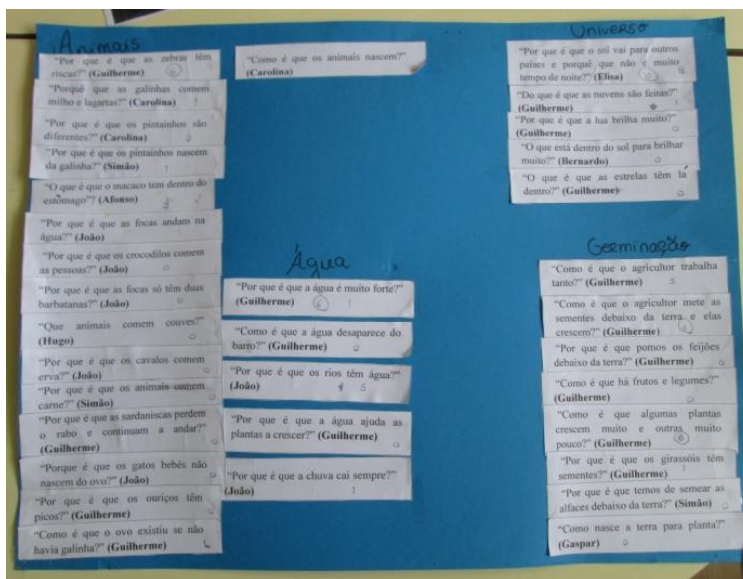 Animais
"Por que é que as zebras têm
riscas?" (Guilherme)
"Porquê que as galinhas comem
milho e lagartas?" (Carolina)
"Por que é que os pintainhos são
diferentes?" (Carolina)
"Por que é que os pintainhos nascem
da galinha?" (Simão)
"O que é que o macaco tem dentro do
estômago"? (Afonso)
"Por que é que as focas andam na
água?" (João)
"Por que é que os crocodilos comem
as pessoas?" (João)
"Por que é que as focas só têm duas
barbatanas?" (João)
"Que animais comem couves?"
(Hugo)
"Por que é que os cavalos comem
erva?" (João)
"Por que é que os animais comem
carne?" (Simão)
"Por que é que as sardaniscas perdem
o rabo e continuam a andar?"
(Guilherme)
"Porque é que os gatos bebés não
nascem do ovo?" (João)
"Por que é que os ouriços têm
picos?" (Guilherme)
"Como é que o ovo existiu se não
havia galinha?" (Guilherme)
"Como é que os animais nascem?"
(Carolina)
Água
"Por que é que a água é muito forte?"
(Guilherme)
"Como é que a água desaparece do
barro?" (Guilherme)
"Por que é que os rios têm água?"
(João)
"Por que é que a água ajuda as
plantas a crescer?" (Guilherme)
"Por que é que a chuva cai sempre?"
(João)
Universo
"Por que é que o sol vai para outros
países e porquê que não é muito
tempo de noite?" (Elisa)
"Do que é que as nuvens são feitas?"
(Guilherme)
"Por que é que a lua brilha muito?"
(Guilherme)
"O que está dentro do sol para brilhar
muito?" (Bernardo)
"O que é que as estrelas têm lá
dentro?" (Guilherme)
Germinação
"Como é que o agricultor trabalha
tanto?" (Guilherme)
"Como é que o agricultor mete as
sementes debaixo da terra e elas
crescem?" (Guilherme)
"Por que é que pomos os feijões
debaixo da terra?" (Guilherme)
"Como é que há frutos e legumes?"
(Guilherme)
"Como é que algumas plantas
crescem muito e outras muito
pouco?" (Guilherme)
"Por que é que os girassóis têm
sementes?" (Guilherme)
"Por que é que temos de semear as
alfaces debaixo da terra?" (Simão)
"Como nasce a terra para planta?"
(Gaspar)